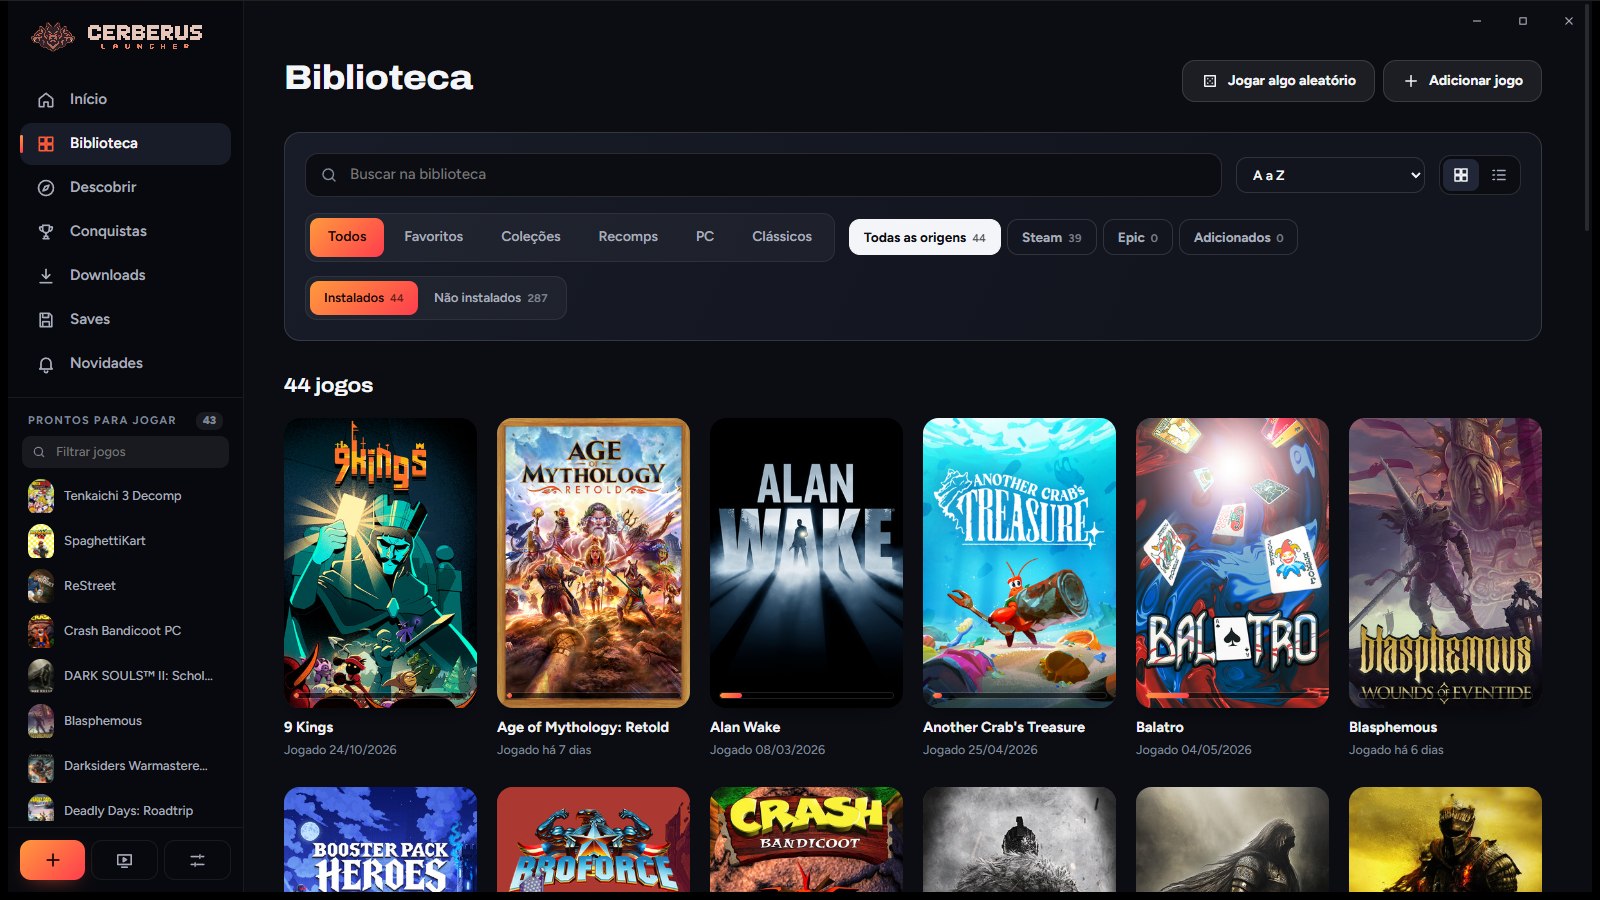 CERBERUS
LAUNCHER
Início
Biblioteca
Descobrir
Conquistas
Downloads
Saves
Novidades
PRONTOS PARA JOGAR 43
Filtrar jogos
Tenkaichi 3 Decomp
SpaghettiKart
ReStreet
Crash Bandicoot PC
DARK SOULS™ II: Schol...
Blasphemous
Darksiders Warmastere...
Deadly Days: Roadtrip
Biblioteca
Jogar algo aleatório
Adicionar jogo
Buscar na biblioteca
A a Z
Todos Favoritos Coleções Recomps PC Clássicos
Todas as origens 44 Steam 39 Epic 0 Adicionados 0
Instalados 44 Não instalados 287
44 jogos
9 KINGS
AGE OF MYTHOLOGY
RETOLD
ALAN WAKE
ANOTHER CRAB'S TREASURE
BALATRO
JOKER
blasphemous
WOUNDS OF EVENTIDE
9 Kings
Jogado 24/10/2026
Age of Mythology: Retold
Jogado há 7 dias
Alan Wake
Jogado 08/03/2026
Another Crab's Treasure
Jogado 25/04/2026
Balatro
Jogado 04/05/2026
Blasphemous
Jogado há 6 dias
BOOSTER PACK
HEROES
BROFORCE
CRASH
BANDICOOT